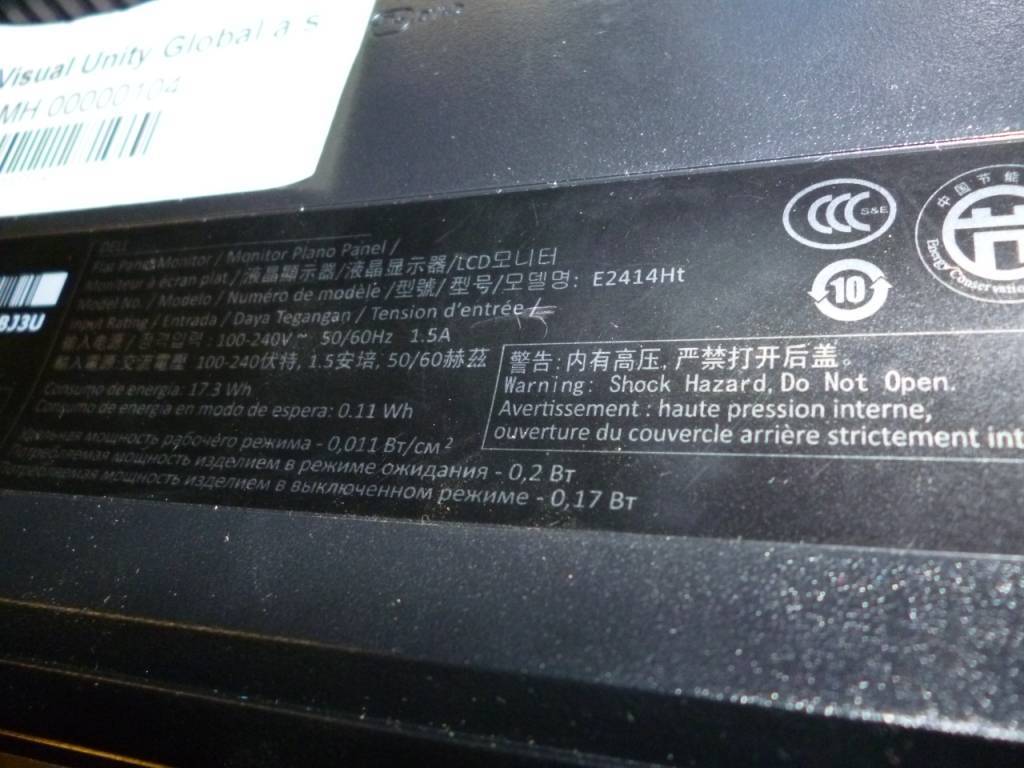 Visual Unity Global a s
MH 00000104
BJ3U
DELL
Flat Panel Monitor / Monitor Plano Panel /
Moniteur à écran plat / 液晶顯示器/液晶显示器/LCD모니터
Model No. / Modelo / Numéro de modèle /型號/ 型号/모델명: E2414Ht
Input Rating / Entrada / Daya Tegangan / Tension d'entrée
输入电源 / 정격입력 : 100-240V ~ 50/60Hz 1.5A
輸入電源:交流電壓 100-240伏特, 1.5安培, 50/60赫茲
Consumo de energía: 17.3 Wh
Consumo de energía en modo de espera: 0.11 Wh
Удельная мощность рабочего режима - 0,011 Вт/см²
Потребляемая мощность изделием в режиме ожидания - 0,2 Вт
Потребляемая мощность изделием в выключенном режиме - 0,17 Вт
S&E
10
中国节能
Energy Conservation
警告: 内有高压, 严禁打开后盖。
Warning: Shock Hazard, Do Not Open.
Avertissement : haute pression interne,
ouverture du couvercle arrière strictement int